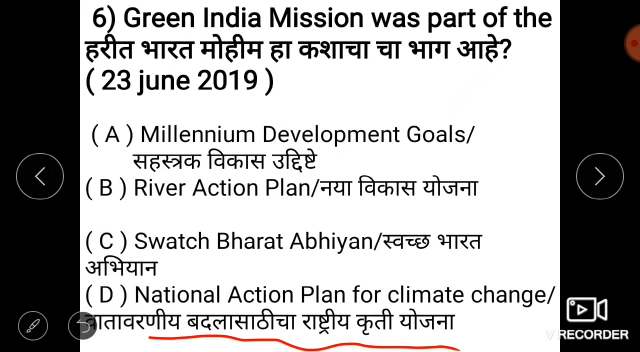 6) Green India Mission was part of the
हरीत भारत मोहीम हा कशाचा चा भाग आहे?
( 23 june 2019 )
( A ) Millennium Development Goals/
सहस्त्रक विकास उद्दिष्टे
( B ) River Action Plan/नया विकास योजना
( C ) Swatch Bharat Abhiyan/स्वच्छ भारत
अभियान
( D ) National Action Plan for climate change/
वातावरणीय बदलासाठीचा राष्ट्रीय कृती योजना
V RECORDER